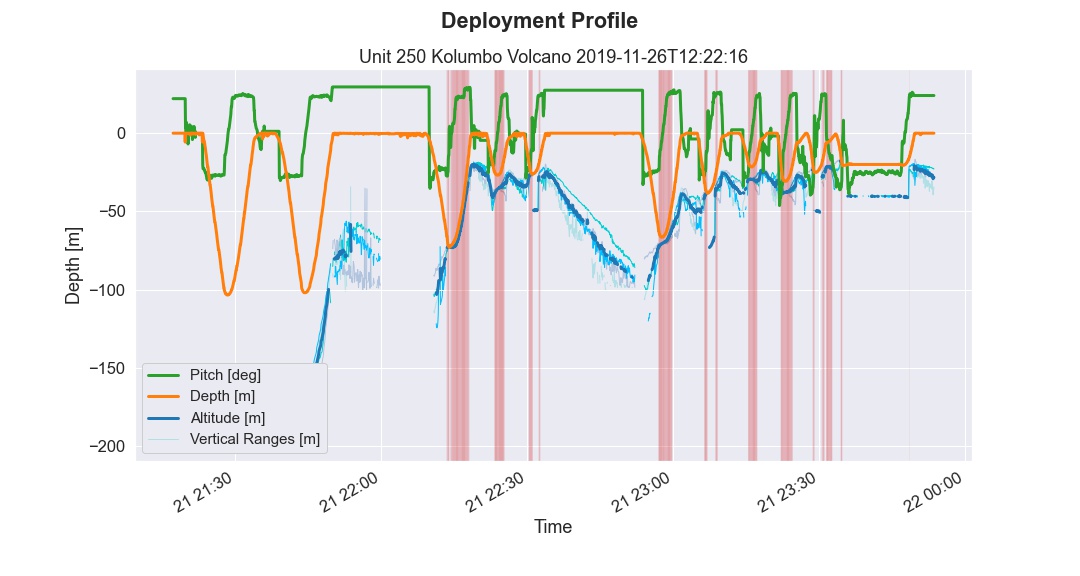 Deployment Profile
Unit 250 Kolumbo Volcano 2019-11-26T12:22:16
0
−50
−100
−150
−200
Depth [m]
Pitch [deg]
Depth [m]
Altitude [m]
Vertical Ranges [m]
21 21:30
21 22:00
21 22:30
21 23:00
21 23:30
22 00:00
Time